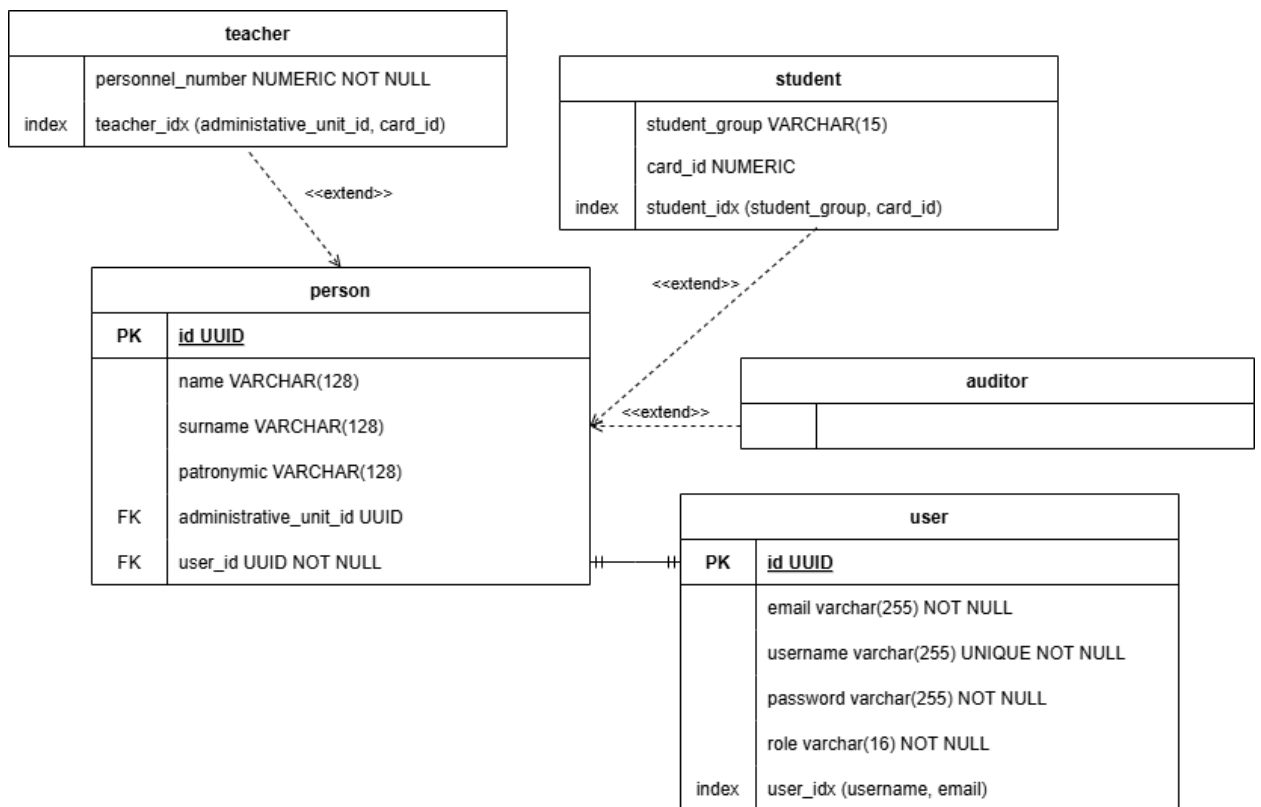 teacher
personnel_number NUMERIC NOT NULL
index teacher_idx (administative_unit_id, card_id)
<<extend>>
student
student_group VARCHAR(15)
card_id NUMERIC
index student_idx (student_group, card_id)
<<extend>>
person
PK id UUID
name VARCHAR(128)
surname VARCHAR(128)
patronymic VARCHAR(128)
FK administrative_unit_id UUID
FK user_id UUID NOT NULL
auditor
<<extend>>
user
PK id UUID
email varchar(255) NOT NULL
username varchar(255) UNIQUE NOT NULL
password varchar(255) NOT NULL
role varchar(16) NOT NULL
index user_idx (username, email)